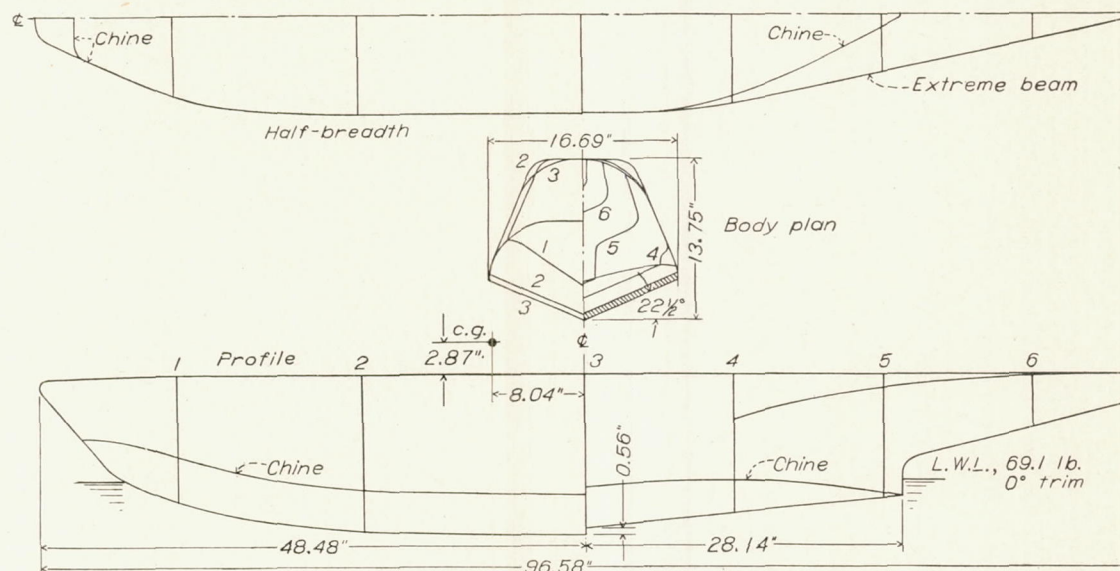 ℄
Chine
Chine
Extreme beam
Half-breadth
16.69"
2
3
6
1
5
4
2
3
13.75"
Body plan
22½°
℄
c.g.
2.87"
8.04"
Profile
1
2
3
4
5
6
0.56"
Chine
Chine
L.W.L., 69.1 lb.
0° trim
48.48"
28.14"
96.58"